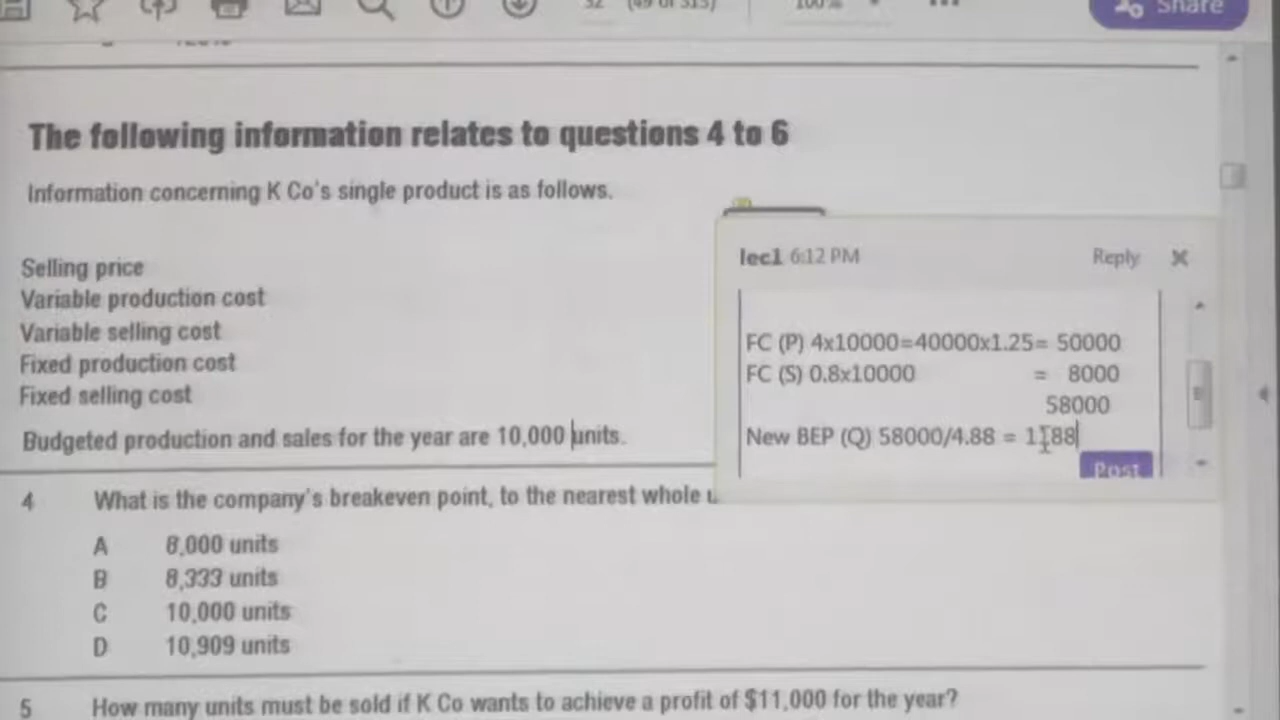 Share
The following information relates to questions 4 to 6
Information concerning K Co's single product is as follows.
Selling price
Variable production cost
Variable selling cost
Fixed production cost
Fixed selling cost
Budgeted production and sales for the year are 10,000 units.
lec1 6:12 PM Reply
FC (P) 4x10000=40000x1.25= 50000
FC (S) 0.8x10000 = 8000
58000
New BEP (Q) 58000/4.88 =
Post
4 What is the company's breakeven point, to the nearest whole
A 8,000 units
B 8,333 units
C 10,000 units
D 10,909 units
5 How many units must be sold if K Co wants to achieve a profit of $11,000 for the year?